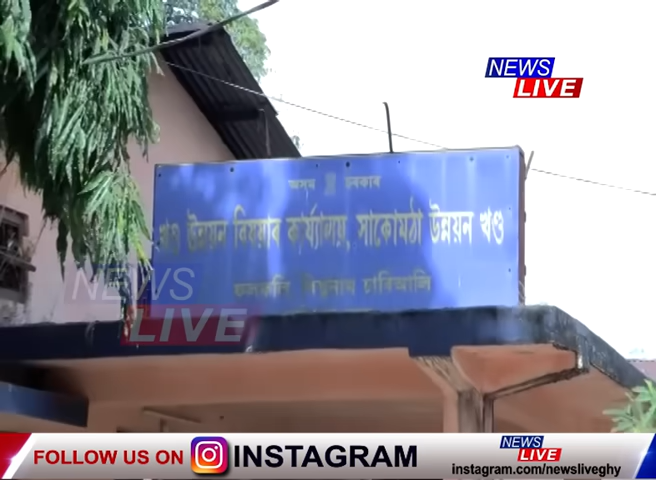 NEWS
LIVE
অসম চৰকাৰ
খণ্ড উন্নয়ন বিষয়াৰ কাৰ্য্যালয়, সাকোমঠা উন্নয়ন খণ্ড
বিশ্বনাথ চাৰিআলি
NEWS
LIVE
FOLLOW US ON INSTAGRAM
NEWS
LIVE
instagram.com/newsliveghy